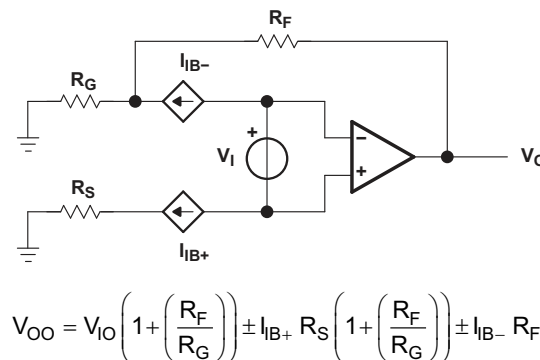 R_F
I_IB−
R_G
+
−
V_I
+
V_O
R_S
I_IB+
V_OO = V_IO (1 + (R_F / R_G)) ± I_IB+ R_S (1 + (R_F / R_G)) ± I_IB− R_F